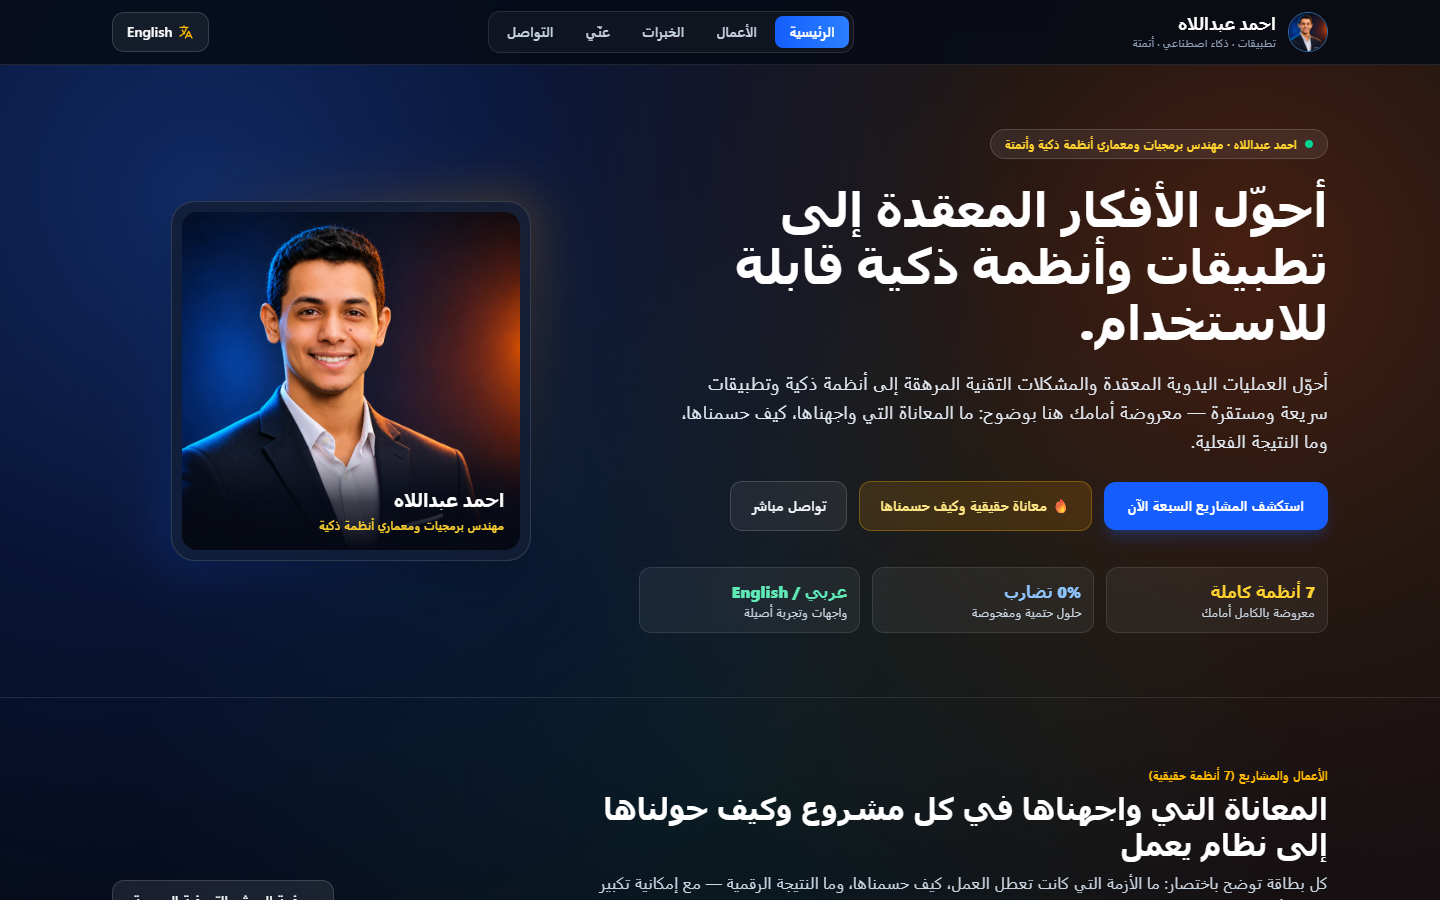 احمد عبداللاه
تطبيقات · ذكاء اصطناعي · أتمتة
الرئيسية
الأعمال
الخبرات
عنّي
التواصل
English
احمد عبداللاه · مهندس برمجيات ومعماري أنظمة ذكية وأتمتة
أحوّل الأفكار المعقدة إلى
تطبيقات وأنظمة ذكية قابلة
للاستخدام.
أحوّل العمليات اليدوية المعقدة والمشكلات التقنية المرهقة إلى أنظمة ذكية وتطبيقات
سريعة ومستقرة — معروضة أمامك هنا بوضوح: ما المعاناة التي واجهناها، كيف حسمناها،
وما النتيجة الفعلية.
استكشف المشاريع السبعة الآن
معاناة حقيقية وكيف حسمناها
تواصل مباشر
7 أنظمة كاملة
معروضة بالكامل أمامك
0% تضارب
حلول حتمية ومفحوصة
عربي / English
واجهات وتجربة أصيلة
احمد عبداللاه
مهندس برمجيات ومعماري أنظمة ذكية
الأعمال والمشاريع (7 أنظمة حقيقية)
المعاناة التي واجهناها في كل مشروع وكيف حولناها
إلى نظام يعمل
كل بطاقة توضح باختصار: ما الأزمة التي كانت تعطل العمل، كيف حسمناها، وما النتيجة الرقمية — مع إمكانية تكبير